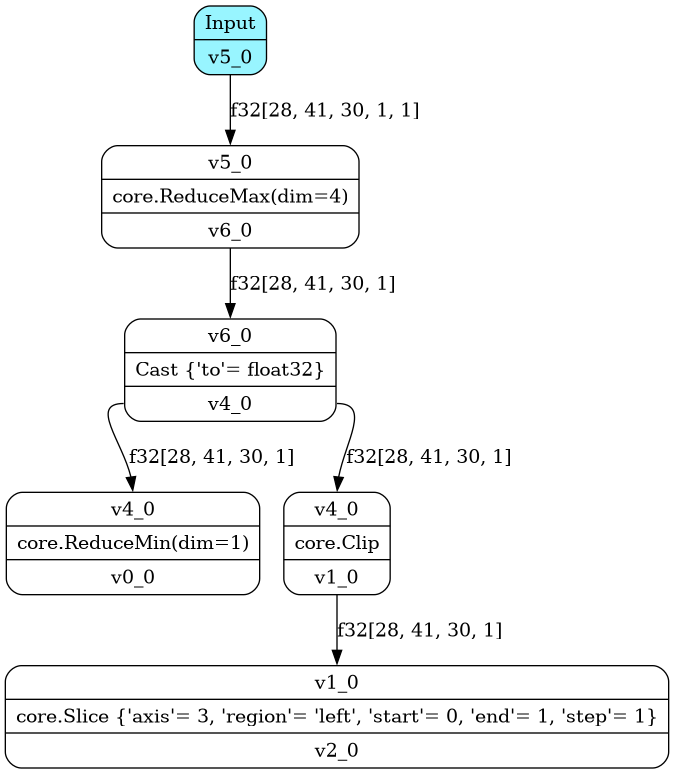 Input
v5_0
f32[28, 41, 30, 1, 1]
v5_0
core.ReduceMax(dim=4)
v6_0
f32[28, 41, 30, 1]
v6_0
Cast {'to'= float32}
v4_0
f32[28, 41, 30, 1]
f32[28, 41, 30, 1]
v4_0
core.ReduceMin(dim=1)
v0_0
v4_0
core.Clip
v1_0
f32[28, 41, 30, 1]
v1_0
core.Slice {'axis'= 3, 'region'= 'left', 'start'= 0, 'end'= 1, 'step'= 1}
v2_0